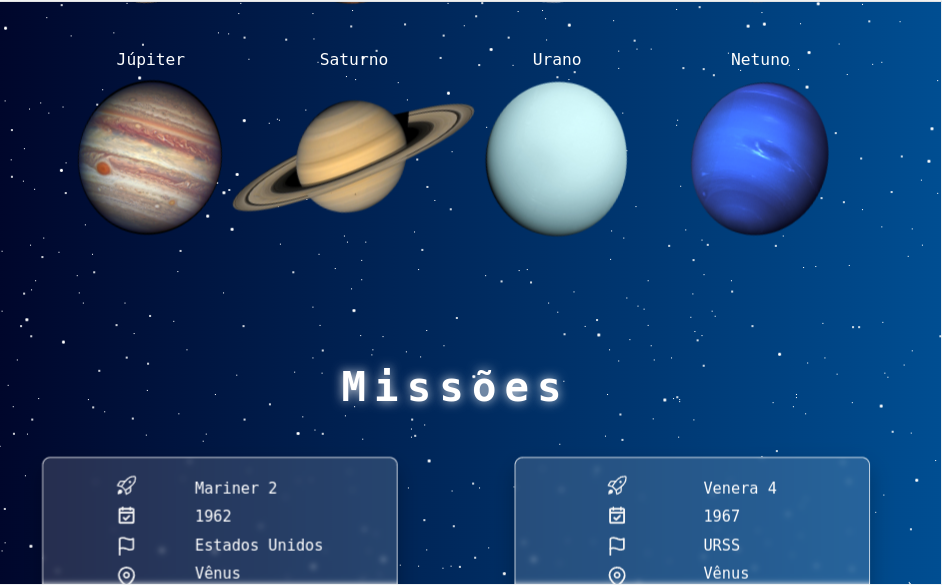 Júpiter Saturno Urano Netuno
Missões
Mariner 2
1962
Estados Unidos
Vênus
Venera 4
1967
URSS
Vênus